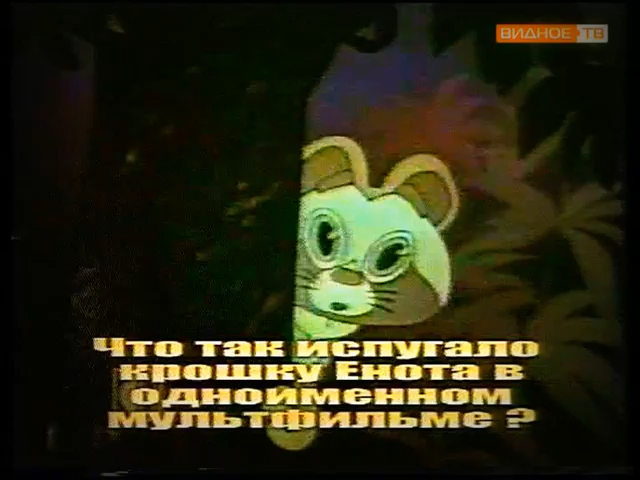 ВИДНОЕ ТВ
Что так испугало
крошку Енота в
одноименном
мультфильме ?